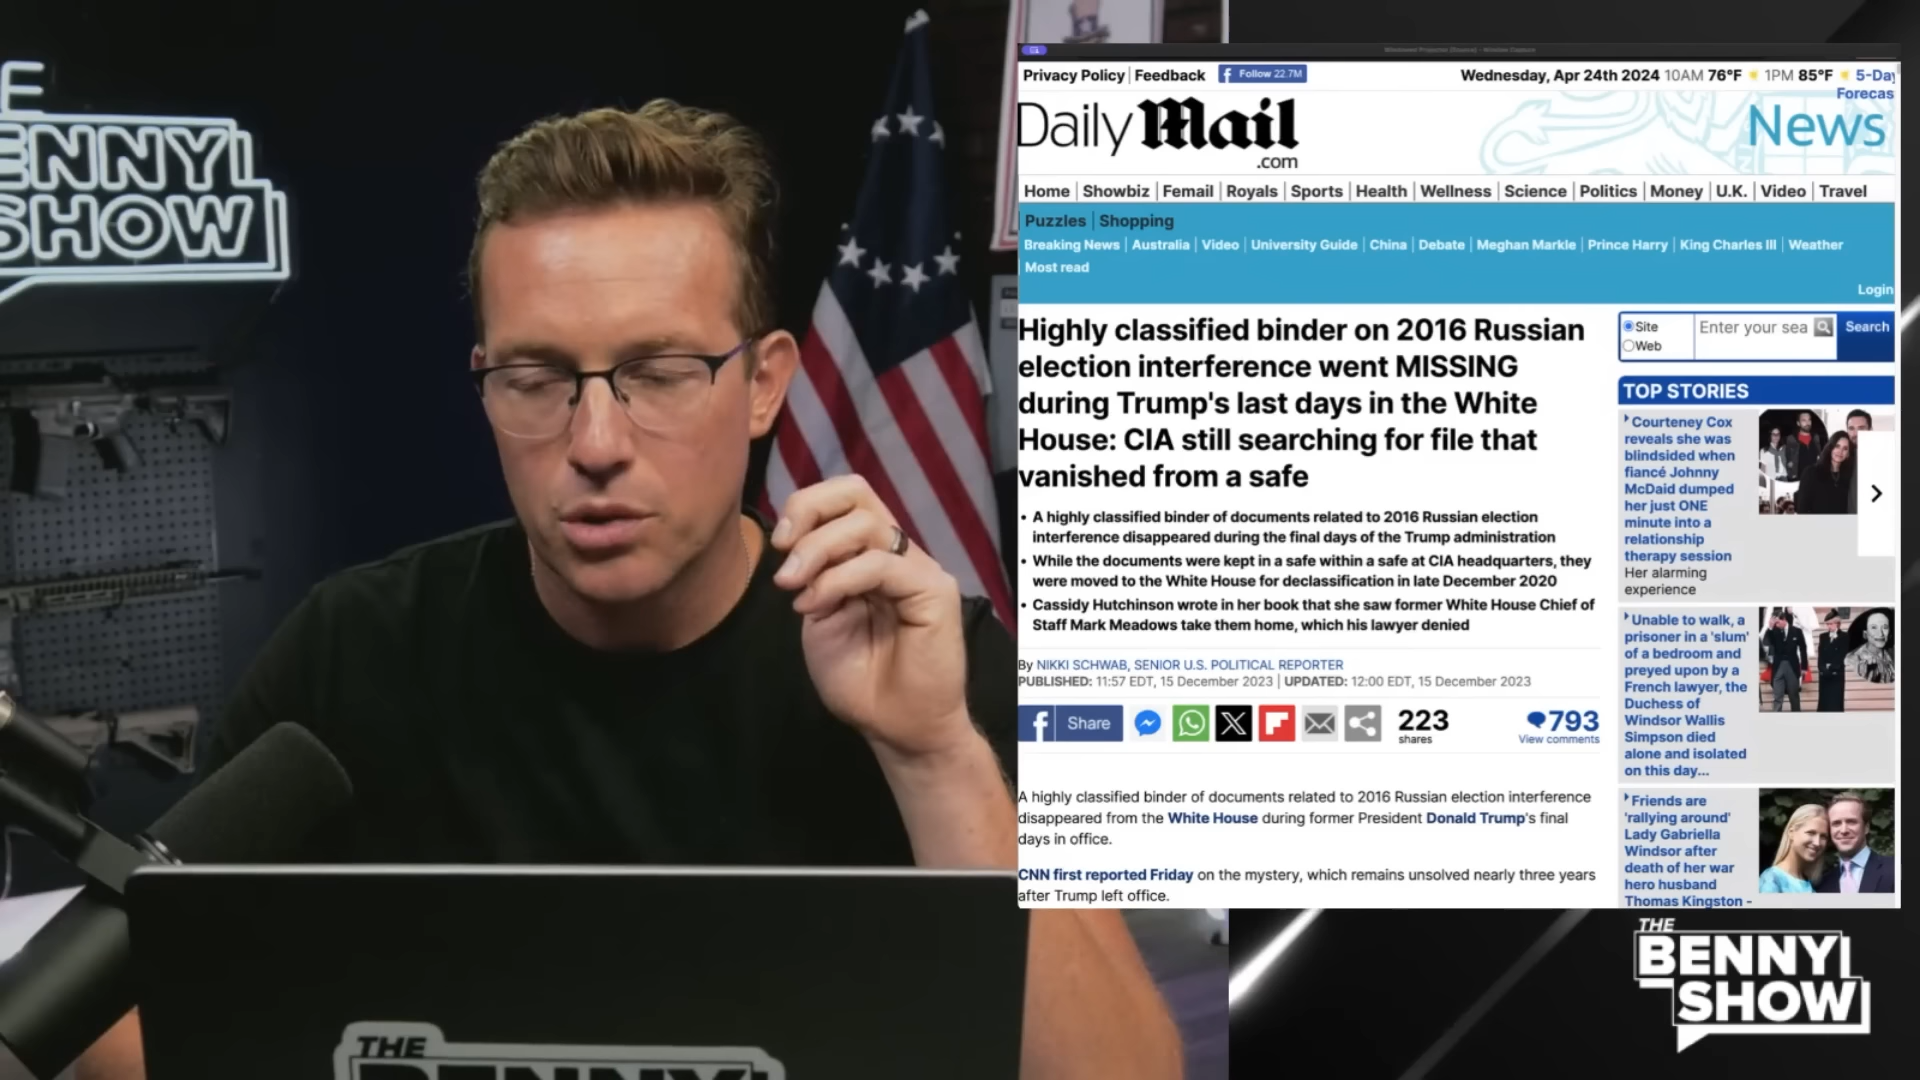 THE
BENNY
SHOW
Privacy Policy | Feedback
Follow 22.7M
Wednesday, Apr 24th 2024 10AM 76°F 1PM 85°F 5-Day
Forecas
Daily Mail
.com
News
Home | Showbiz | Femail | Royals | Sports | Health | Wellness | Science | Politics | Money | U.K. | Video | Travel
Puzzles | Shopping
Breaking News | Australia | Video | University Guide | China | Debate | Meghan Markle | Prince Harry | King Charles III | Weather
Most read
Login
Highly classified binder on 2016 Russian
election interference went MISSING
during Trump's last days in the White
House: CIA still searching for file that
vanished from a safe
• A highly classified binder of documents related to 2016 Russian election
interference disappeared during the final days of the Trump administration
• While the documents were kept in a safe within a safe at CIA headquarters, they
were moved to the White House for declassification in late December 2020
• Cassidy Hutchinson wrote in her book that she saw former White House Chief of
Staff Mark Meadows take them home, which his lawyer denied
By NIKKI SCHWAB, SENIOR U.S. POLITICAL REPORTER
PUBLISHED: 11:57 EDT, 15 December 2023 | UPDATED: 12:00 EDT, 15 December 2023
Share
223
shares
793
View comments
A highly classified binder of documents related to 2016 Russian election interference
disappeared from the White House during former President Donald Trump's final
days in office.
CNN first reported Friday on the mystery, which remains unsolved nearly three years
after Trump left office.
Site
Web
Enter your sea
Search
TOP STORIES
Courteney Cox
reveals she was
blindsided when
fiancé Johnny
McDaid dumped
her just ONE
minute into a
relationship
therapy session
Her alarming
experience
Unable to walk, a
prisoner in a 'slum'
of a bedroom and
preyed upon by a
French lawyer, the
Duchess of
Windsor Wallis
Simpson died
alone and isolated
on this day...
Friends are
'rallying around'
Lady Gabriella
Windsor after
death of her war
hero husband
Thomas Kingston -
THE
BENNY
SHOW
THE
BENNY